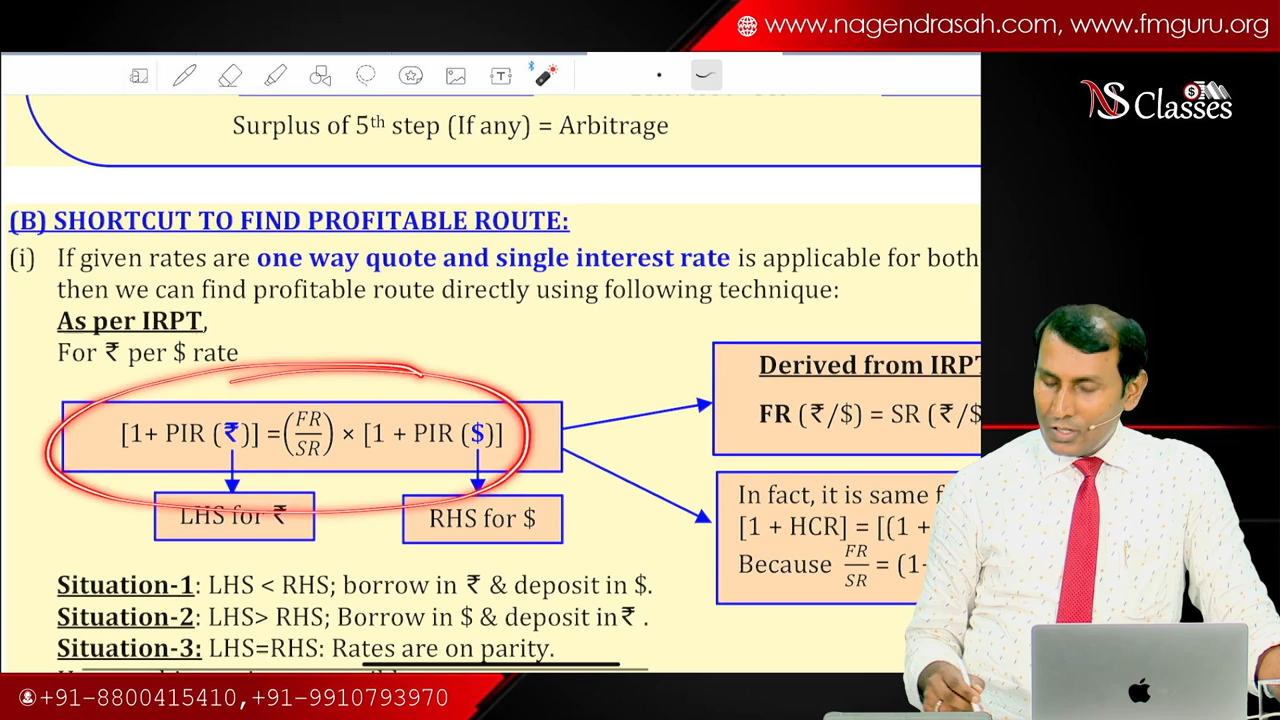 www.nagendrasah.com, www.fmguru.org
NS Classes
Surplus of 5th step (If any) = Arbitrage
(B) SHORTCUT TO FIND PROFITABLE ROUTE:
(i) If given rates are one way quote and single interest rate is applicable for both
then we can find profitable route directly using following technique:
As per IRPT,
For ₹ per $ rate
[1+ PIR (₹)] = (FR/SR) × [1 + PIR ($)]
LHS for ₹
RHS for $
Derived from IRPT
FR (₹/$) = SR (₹/$
In fact, it is same f
[1 + HCR] = [(1 +
Because FR/SR = (1
Situation-1: LHS < RHS; borrow in ₹ & deposit in $.
Situation-2: LHS> RHS; Borrow in $ & deposit in₹ .
Situation-3: LHS=RHS: Rates are on parity.
+91-8800415410,+91-9910793970